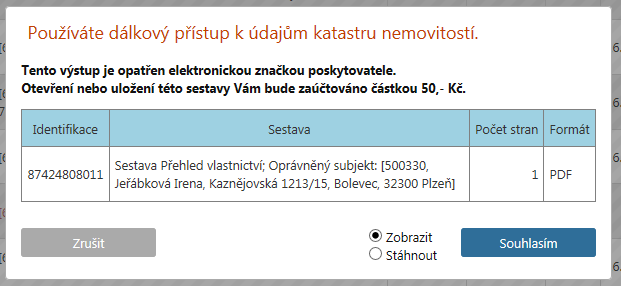 Používáte dálkový přístup k údajům katastru nemovitostí.
Tento výstup je opatřen elektronickou značkou poskytovatele.
Otevření nebo uložení této sestavy Vám bude zaúčtováno částkou 50,- Kč.
Identifikace Sestava Počet stran Formát
87424808011 Sestava Přehled vlastnictví; Oprávněný subjekt: [500330, 1 PDF
Jeřábková Irena, Kaznějovská 1213/15, Bolevec, 32300 Plzeň]
Zrušit
Zobrazit
Stáhnout
Souhlasím